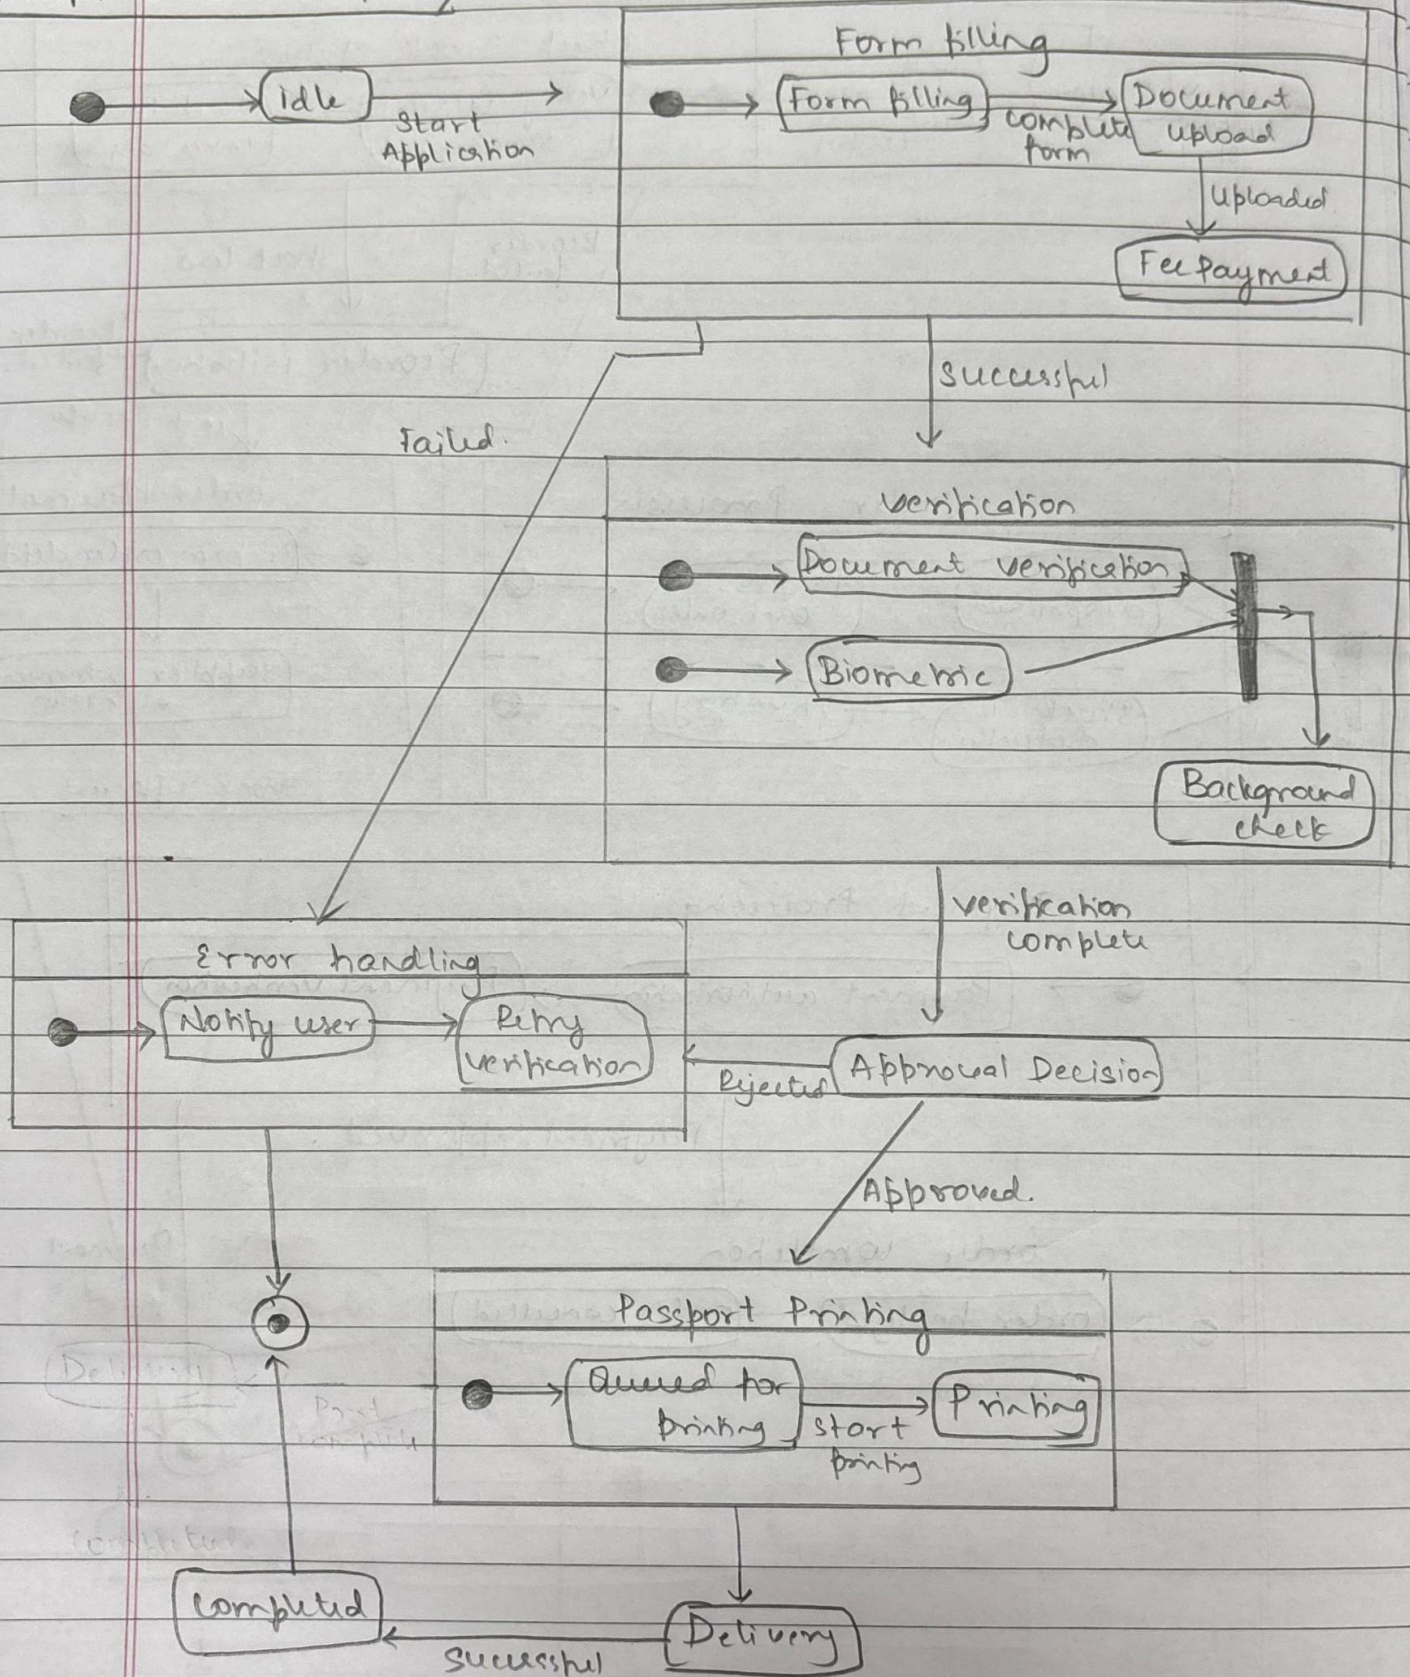 Form filling
idle
Start
Application
Form filling
complete
form
Document
upload
Uploaded
Fee Payment
Successful
Failed.
Verification
Document verification
Biometric
Background
check
verification
complete
Error handling
Notify user
Retry
verification
Rejected
Approval Decision
Approved.
Passport Printing
Queued for
printing
Start
printing
Printing
Completed
Successful
Delivery